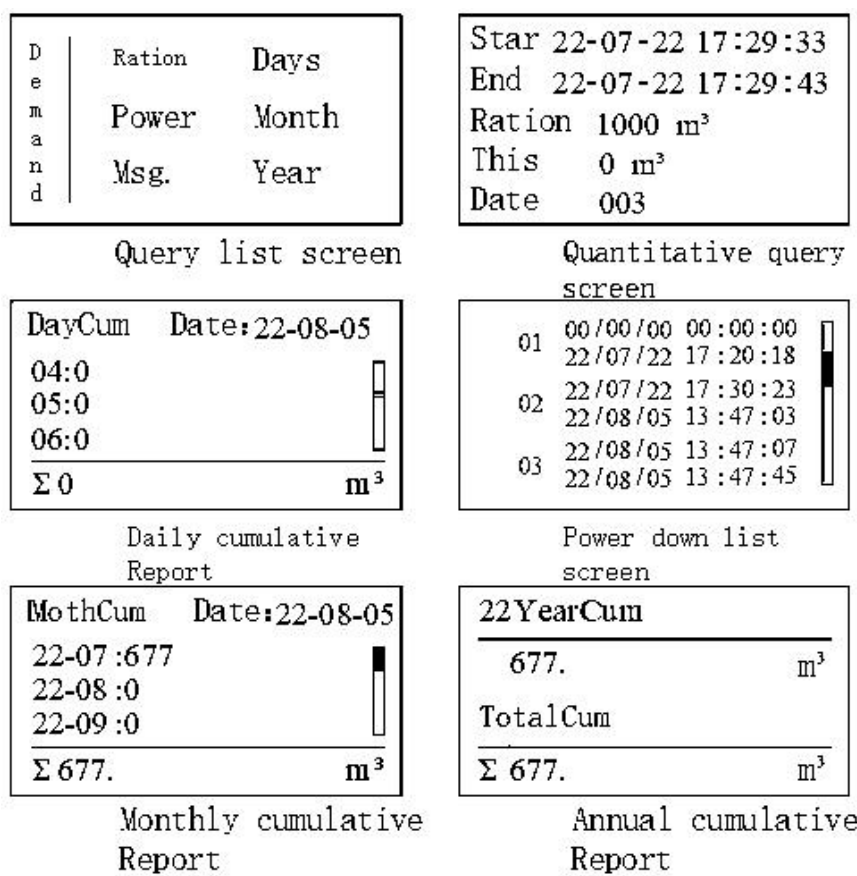 Demand
Ration Days
Power Month
Msg. Year
Query list screen
Star 22-07-22 17:29:33
End 22-07-22 17:29:43
Ration 1000 m³
This 0 m³
Date 003
Quantitative query
screen
DayCum Date:22-08-05
04:0
05:0
06:0
Σ 0 m³
Daily cumulative
Report
01 00/00/00 00:00:00
22/07/22 17:20:18
02 22/07/22 17:30:23
22/08/05 13:47:03
03 22/08/05 13:47:07
22/08/05 13:47:45
Power down list
screen
MothCum Date:22-08-05
22-07 :677
22-08 :0
22-09 :0
Σ 677. m³
Monthly cumulative
Report
22YearCum
677. m³
TotalCum
Σ 677. m³
Annual cumulative
Report